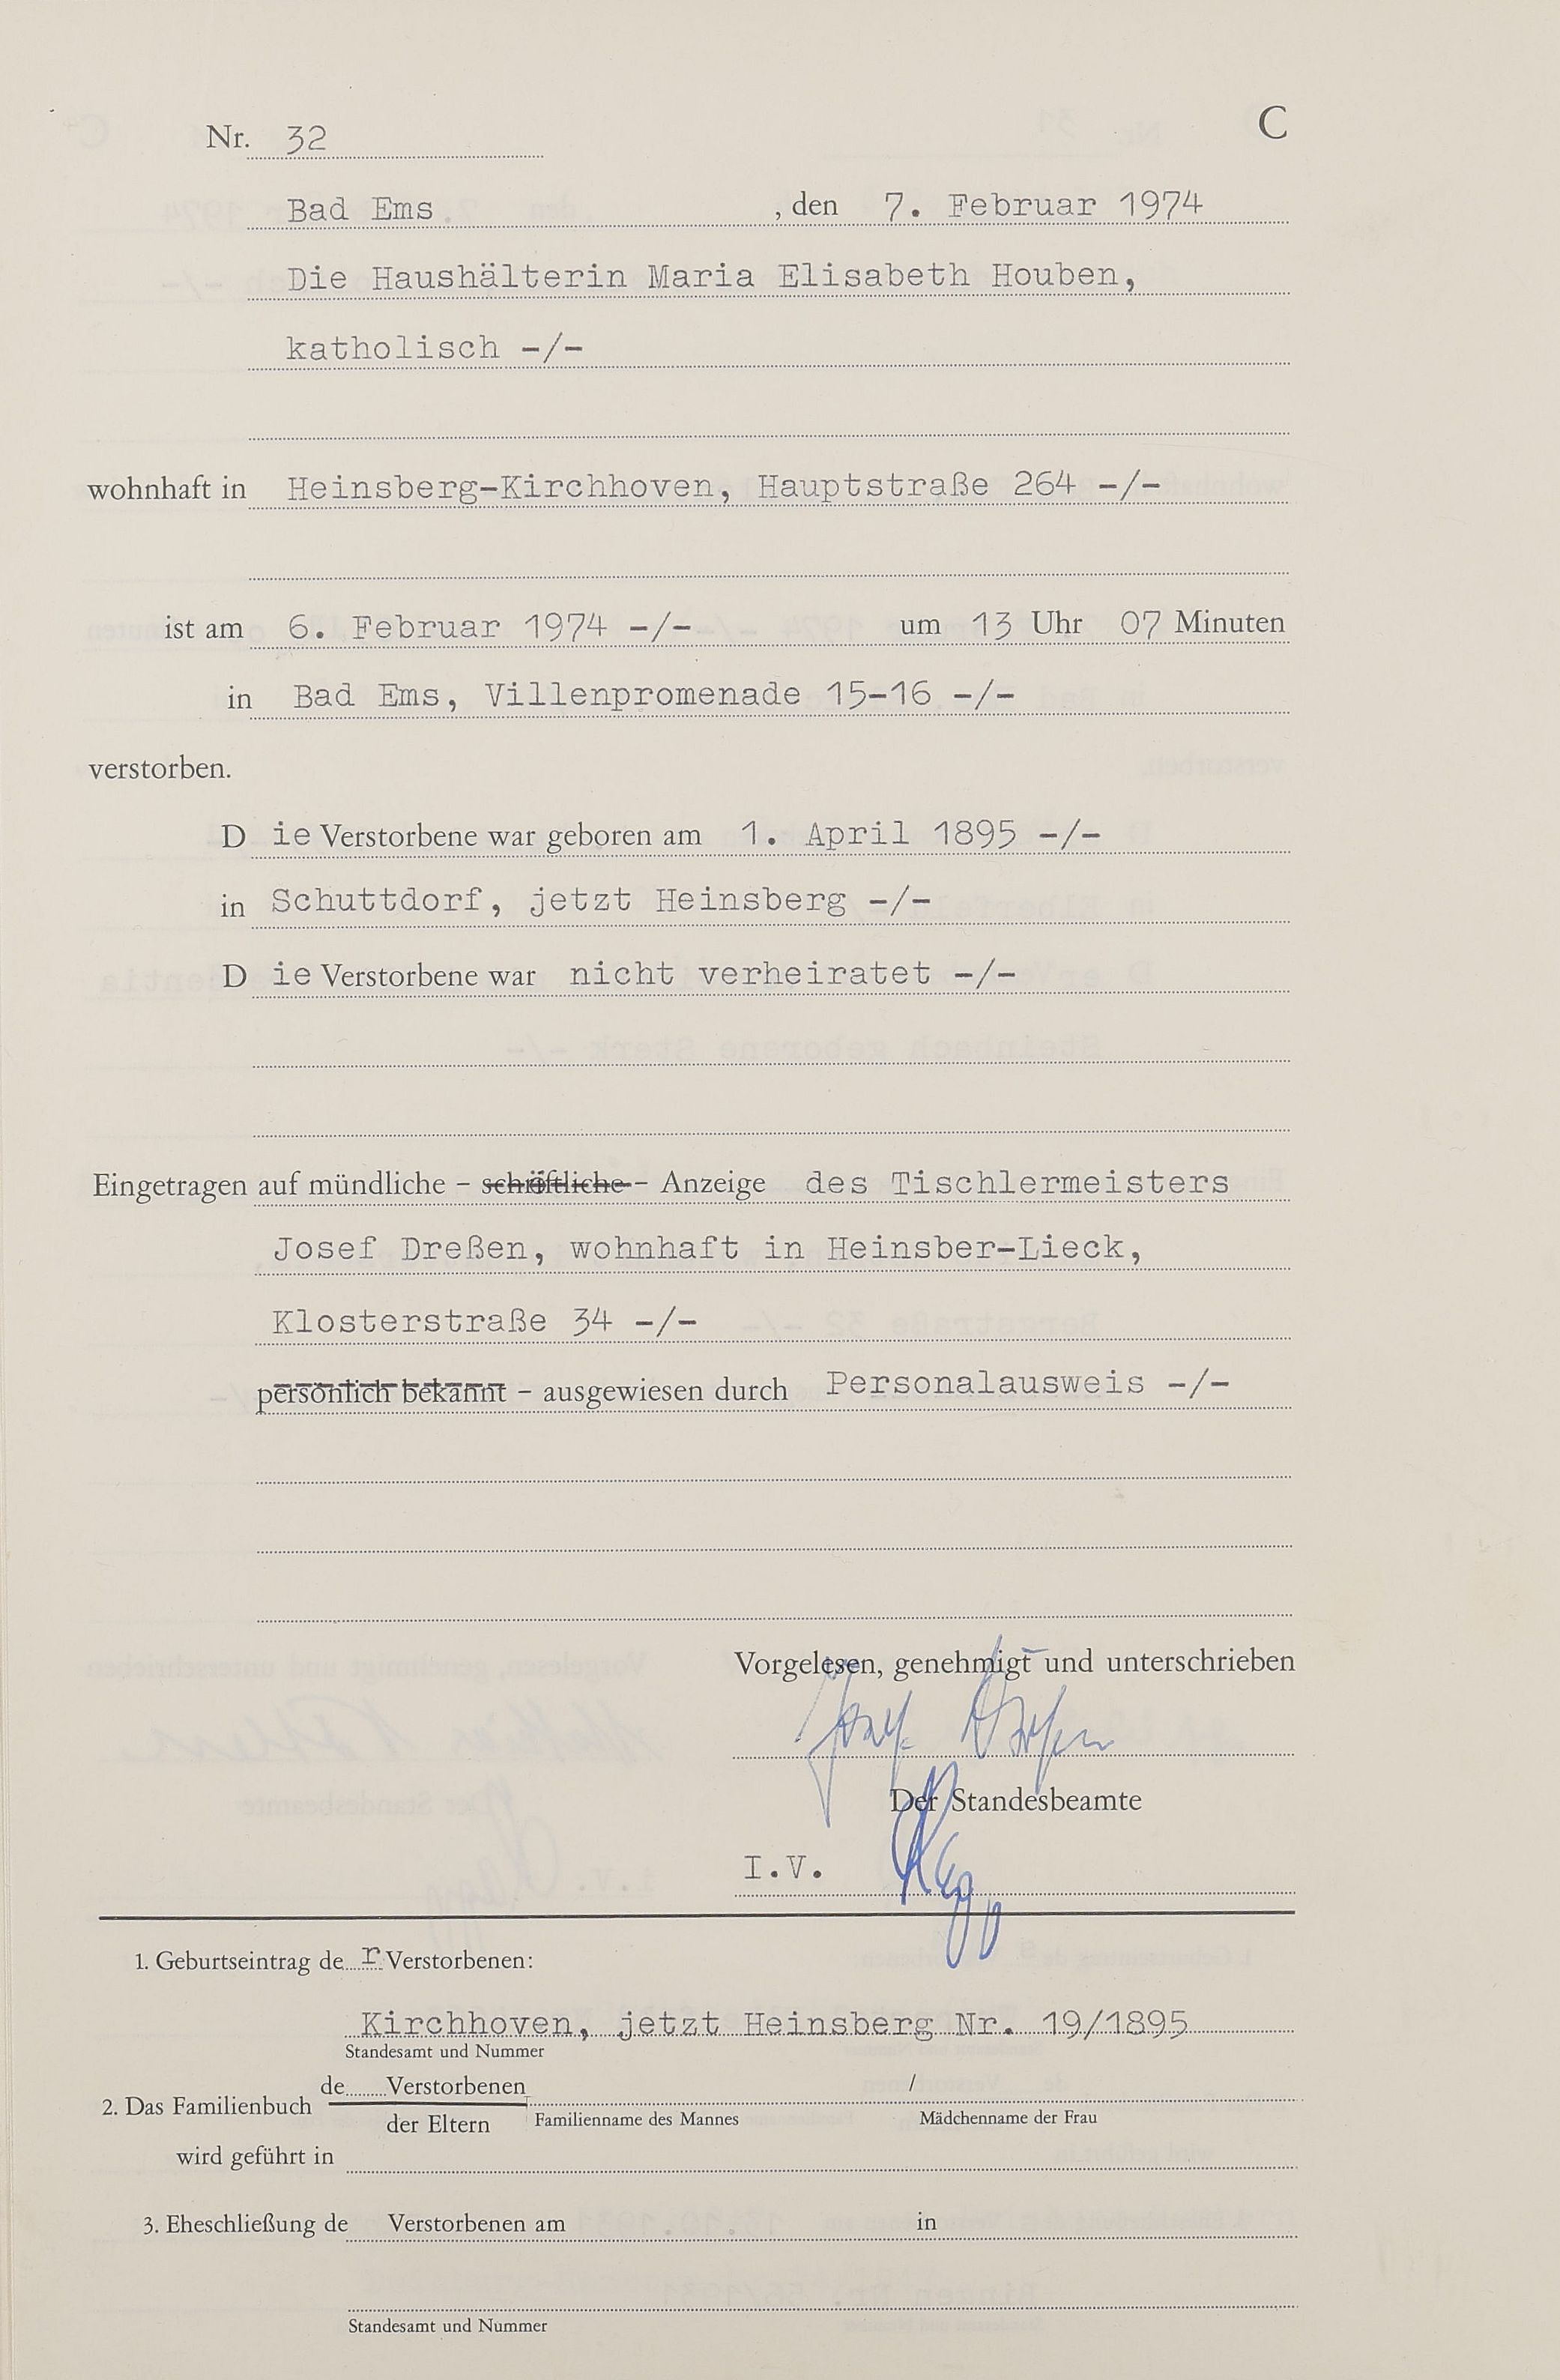 Nr. 32 C
Bad Ems , den 7. Februar 1974
Die Haushälterin Maria Elisabeth Houben,
katholisch -/-
wohnhaft in Heinsberg-Kirchhoven, Hauptstraße 264 -/-
ist am 6. Februar 1974 -/- um 13 Uhr 07 Minuten
in Bad Ems, Villenpromenade 15-16 -/-
verstorben.
D ie Verstorbene war geboren am 1. April 1895 -/-
in Schuttdorf, jetzt Heinsberg -/-
D ie Verstorbene war nicht verheiratet -/-
Eingetragen auf mündliche - schriftliche - Anzeige des Tischlermeisters
Josef Dreßen, wohnhaft in Heinsber-Lieck,
Klosterstraße 34 -/-
persönlich bekannt - ausgewiesen durch Personalausweis -/-
Vorgelesen, genehmigt und unterschrieben
Josef Dreßen
Der Standesbeamte
I.V.
1. Geburtseintrag de r Verstorbenen:
Kirchhoven, jetzt Heinsberg Nr. 19/1895
Standesamt und Nummer
de Verstorbenen /
2. Das Familienbuch
der Eltern Familienname des Mannes Mädchenname der Frau
wird geführt in
3. Eheschließung de Verstorbenen am in
Standesamt und Nummer